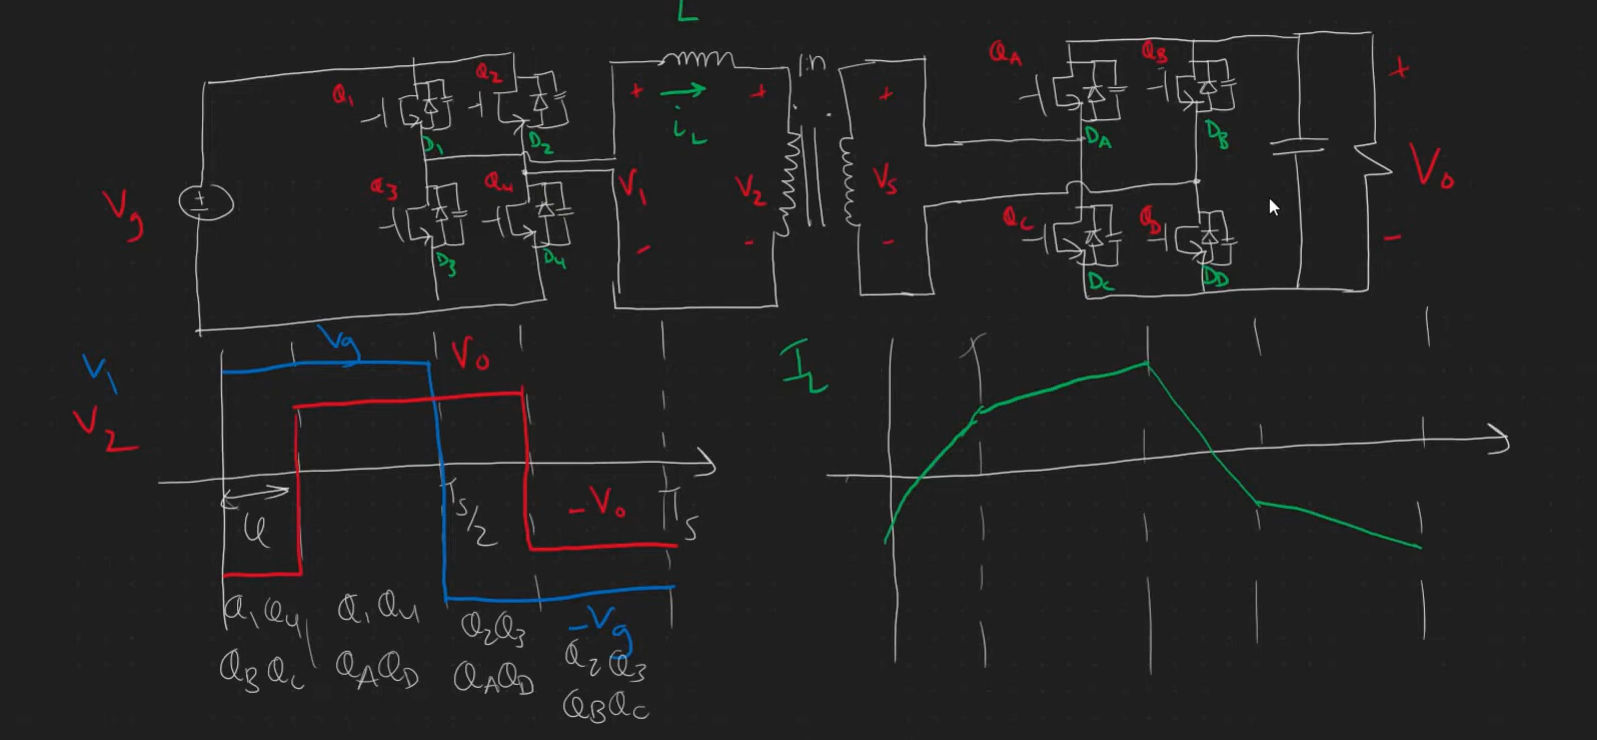 L
1:n
Q1 Q2
+ iL +
D1 D2
QA QB
+
DA DB
+
Vg
+
-
Q3 Q4
V1 V2 Vs
D3 D4
- - -
QC QD
DC DD
Vo
-
V1
V2
Vg
Vo
φ
Ts/2
-Vo
Ts
-Vg
Q1Q4 Q1Q4 Q2Q3 Q2Q3
QBQC QAQD QAQD QBQC
IL